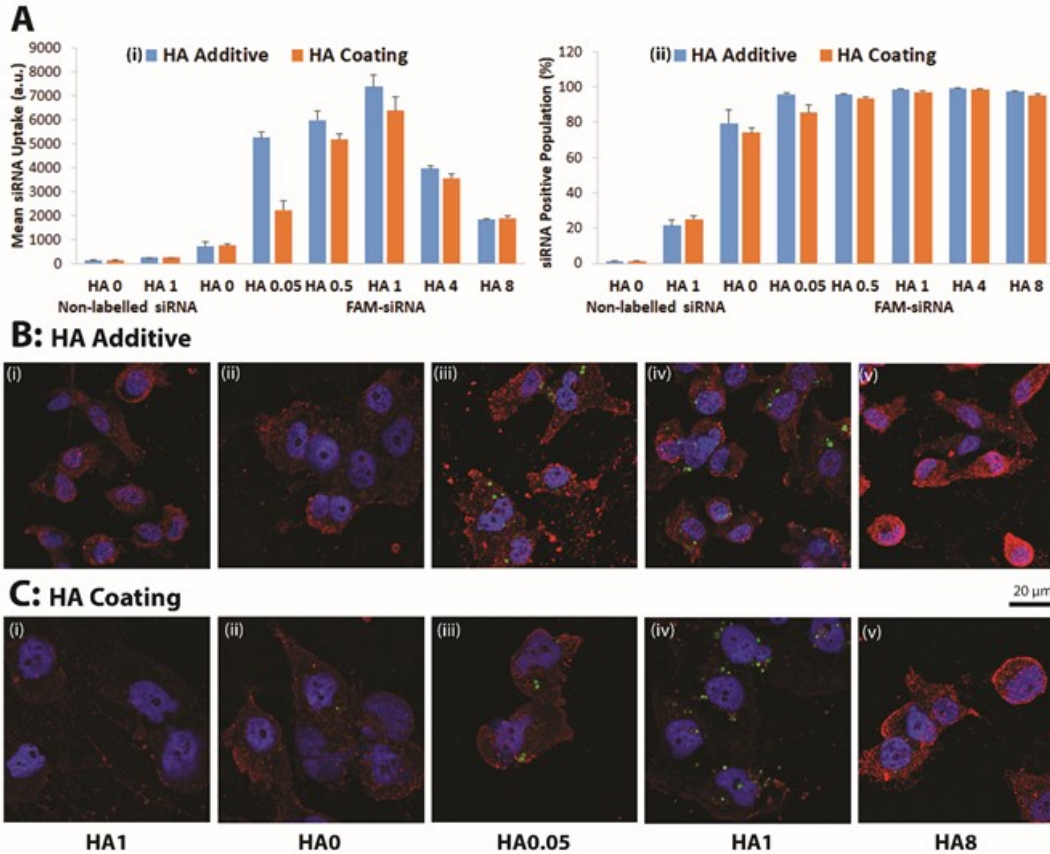 A
(i) HA Additive HA Coating
Mean siRNA Uptake (a.u.)
9000
8000
7000
6000
5000
4000
3000
2000
1000
0
HA 0 HA 1 HA 0 HA 0.05 HA 0.5 HA 1 HA 4 HA 8
Non-labelled siRNA FAM-siRNA
(ii) HA Additive HA Coating
siRNA Positive Population (%)
120
100
80
60
40
20
0
HA 0 HA 1 HA 0 HA 0.05 HA 0.5 HA 1 HA 4 HA 8
Non-labelled siRNA FAM-siRNA
B: HA Additive
(i) (ii) (iii) (iv) (v)
C: HA Coating
20 μm
(i) (ii) (iii) (iv) (v)
HA1 HA0 HA0.05 HA1 HA8